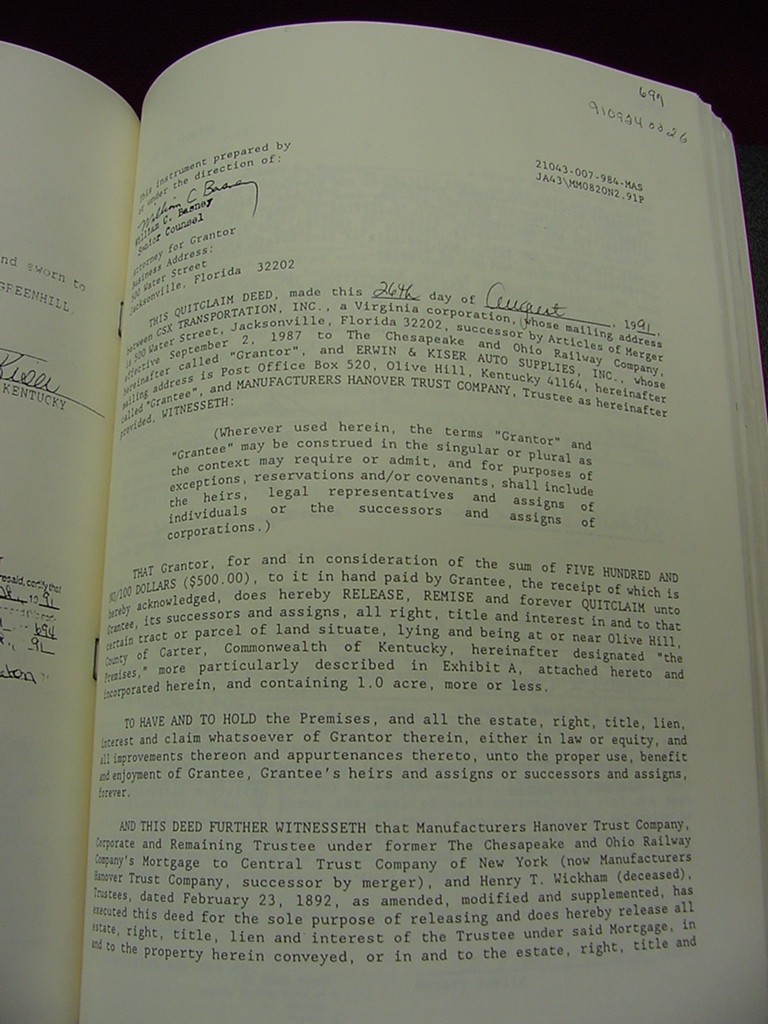 697
910924 0326
21043-007-984-MAS
JA43\MM0820N2.91P
This instrument prepared by
or under the direction of:
William C Basney
William C. Basney
Senior Counsel
Attorney for Grantor
Business Address:
500 Water Street
Jacksonville, Florida 32202
THIS QUITCLAIM DEED, made this 26th day of August, 1991,
between CSX TRANSPORTATION, INC., a Virginia corporation, whose mailing address
is 500 Water Street, Jacksonville, Florida 32202, successor by Articles of Merger
effective September 2, 1987 to The Chesapeake and Ohio Railway Company,
hereinafter called "Grantor", and ERWIN & KISER AUTO SUPPLIES, INC., whose
mailing address is Post Office Box 520, Olive Hill, Kentucky 41164, hereinafter
called "Grantee", and MANUFACTURERS HANOVER TRUST COMPANY, Trustee as hereinafter
provided, WITNESSETH:
(Wherever used herein, the terms "Grantor" and
"Grantee" may be construed in the singular or plural as
the context may require or admit, and for purposes of
exceptions, reservations and/or covenants, shall include
the heirs, legal representatives and assigns of
individuals or the successors and assigns of
corporations.)
THAT Grantor, for and in consideration of the sum of FIVE HUNDRED AND
NO/100 DOLLARS ($500.00), to it in hand paid by Grantee, the receipt of which is
hereby acknowledged, does hereby RELEASE, REMISE and forever QUITCLAIM unto
Grantee, its successors and assigns, all right, title and interest in and to that
certain tract or parcel of land situate, lying and being at or near Olive Hill,
County of Carter, Commonwealth of Kentucky, hereinafter designated "the
Premises," more particularly described in Exhibit A, attached hereto and
incorporated herein, and containing 1.0 acre, more or less.
TO HAVE AND TO HOLD the Premises, and all the estate, right, title, lien,
interest and claim whatsoever of Grantor therein, either in law or equity, and
all improvements thereon and appurtenances thereto, unto the proper use, benefit
and enjoyment of Grantee, Grantee's heirs and assigns or successors and assigns,
forever.
AND THIS DEED FURTHER WITNESSETH that Manufacturers Hanover Trust Company,
Corporate and Remaining Trustee under former The Chesapeake and Ohio Railway
Company's Mortgage to Central Trust Company of New York (now Manufacturers
Hanover Trust Company, successor by merger), and Henry T. Wickham (deceased),
Trustees, dated February 23, 1892, as amended, modified and supplemented, has
executed this deed for the sole purpose of releasing and does hereby release all
estate, right, title, lien and interest of the Trustee under said Mortgage, in
and to the property herein conveyed, or in and to the estate, right, title and
nd sworn to
GREENHILL,
Kiser
KENTUCKY
esaid, certify that
91
694
91